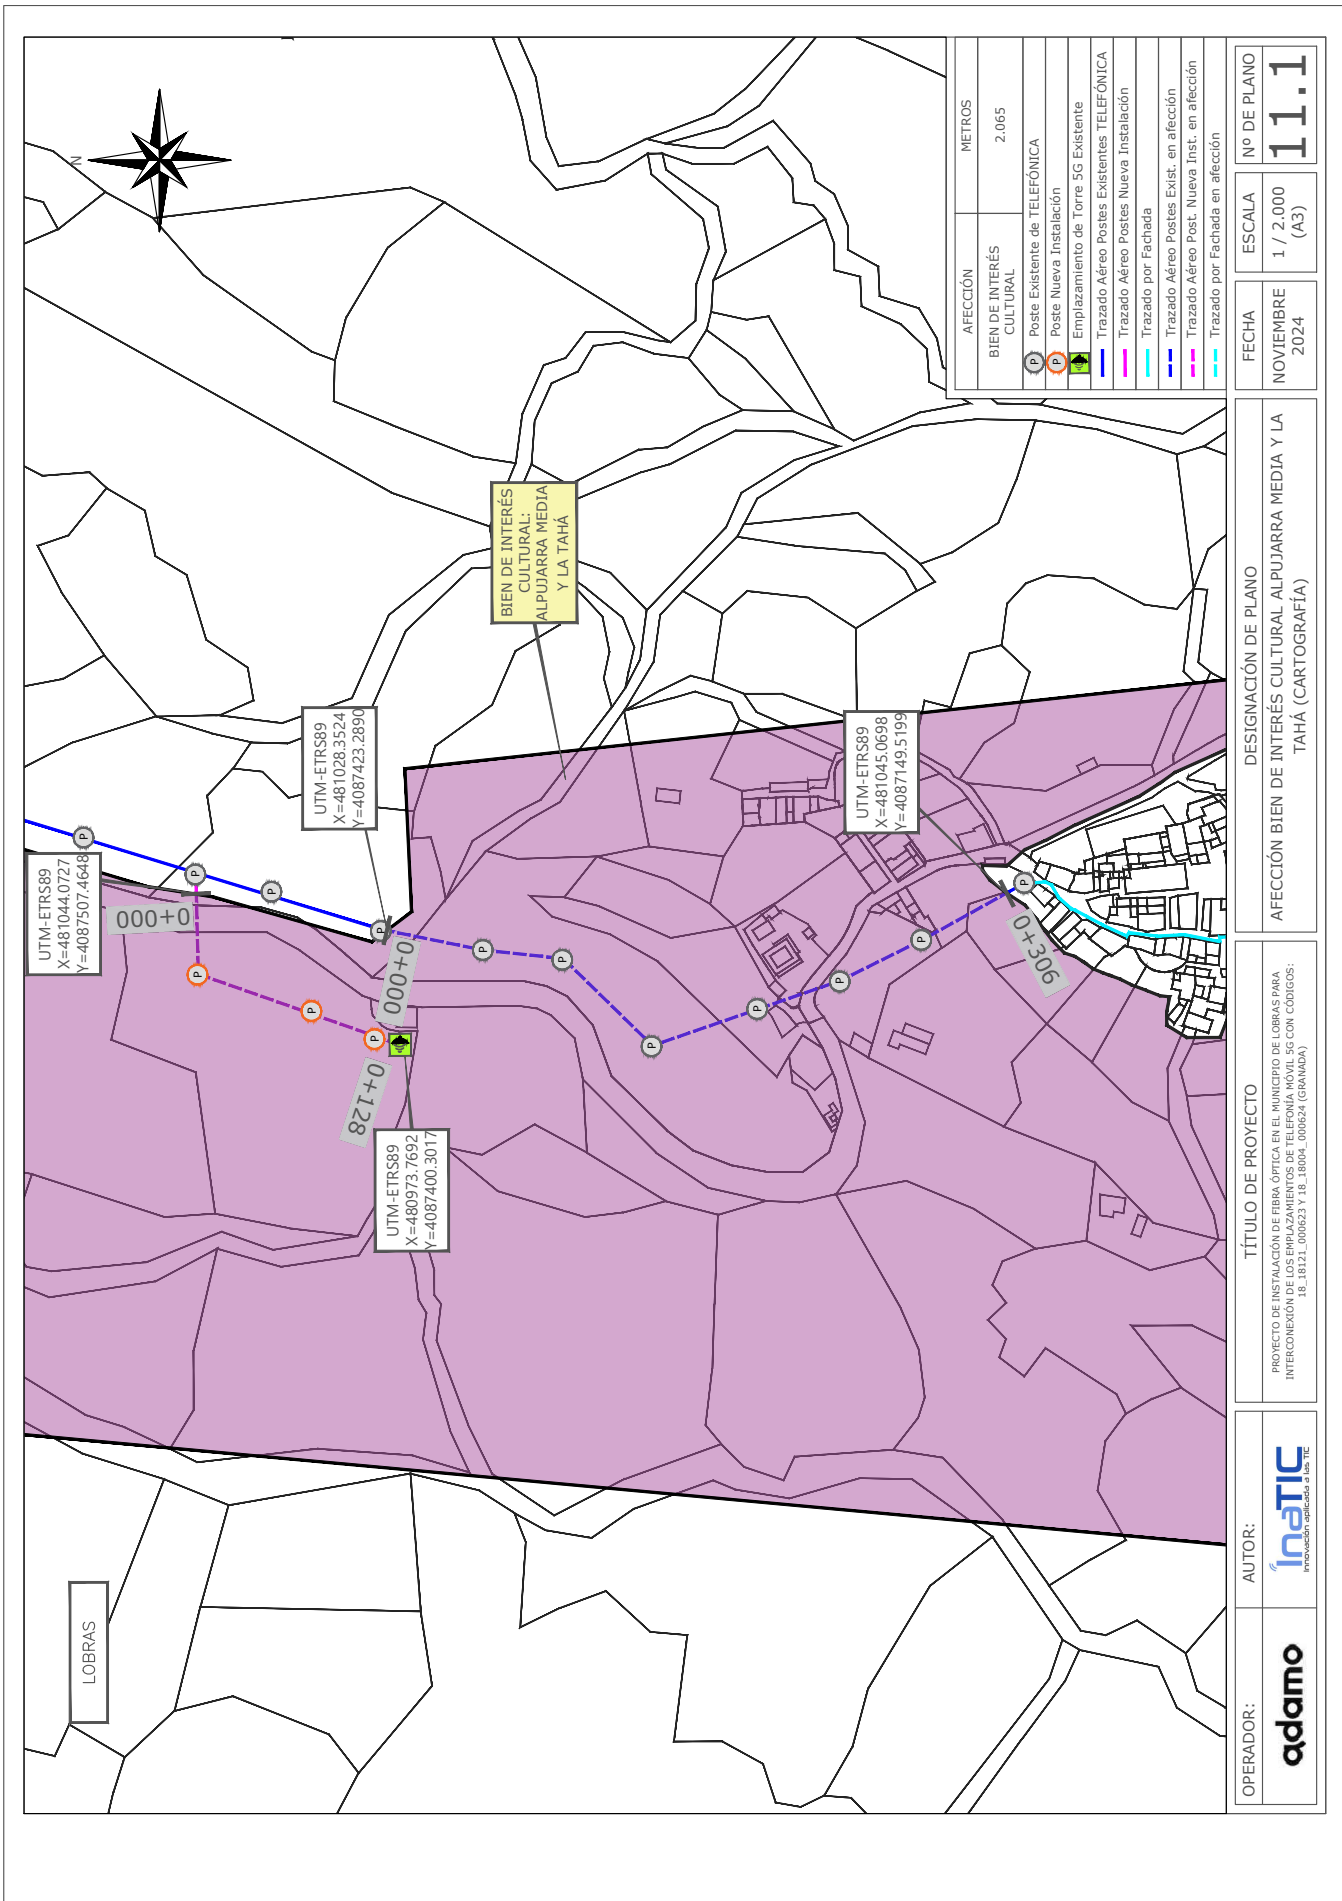 LOBRAS
N
UTM-ETRS89
X=481044.0727
Y=4087507.4648
0+000
UTM-ETRS89
X=481028.3524
Y=4087423.2890
0+000
0+128
UTM-ETRS89
X=480973.7692
Y=4087400.3017
BIEN DE INTERÉS
CULTURAL:
ALPUJARRA MEDIA
Y LA TAHÁ
UTM-ETRS89
X=481045.0698
Y=4087149.5199
0+306
P
P
P
P
P
P
P
P
P
P
P
P
P
P
AFECCIÓN
METROS
BIEN DE INTERÉS
CULTURAL
2.065
P Poste Existente de TELEFÓNICA
P Poste Nueva Instalación
Emplazamiento de Torre 5G Existente
Trazado Aéreo Postes Existentes TELEFÓNICA
Trazado Aéreo Postes Nueva Instalación
Trazado por Fachada
Trazado Aéreo Postes Exist. en afección
Trazado Aéreo Post. Nueva Inst. en afección
Trazado por Fachada en afección
OPERADOR:
adamo
AUTOR:
inaTIC
Innovación aplicada a las TIC
TÍTULO DE PROYECTO
PROYECTO DE INSTALACIÓN DE FIBRA ÓPTICA EN EL MUNICIPIO DE LOBRAS PARA
INTERCONEXIÓN DE LOS EMPLAZAMIENTOS DE TELEFONÍA MÓVIL 5G CON CÓDIGOS:
18_18121_000623 Y 18_18004_000624 (GRANADA)
DESIGNACIÓN DE PLANO
AFECCIÓN BIEN DE INTERÉS CULTURAL ALPUJARRA MEDIA Y LA
TAHÁ (CARTOGRAFÍA)
FECHA
NOVIEMBRE
2024
ESCALA
1 / 2.000
(A3)
Nº DE PLANO
11.1